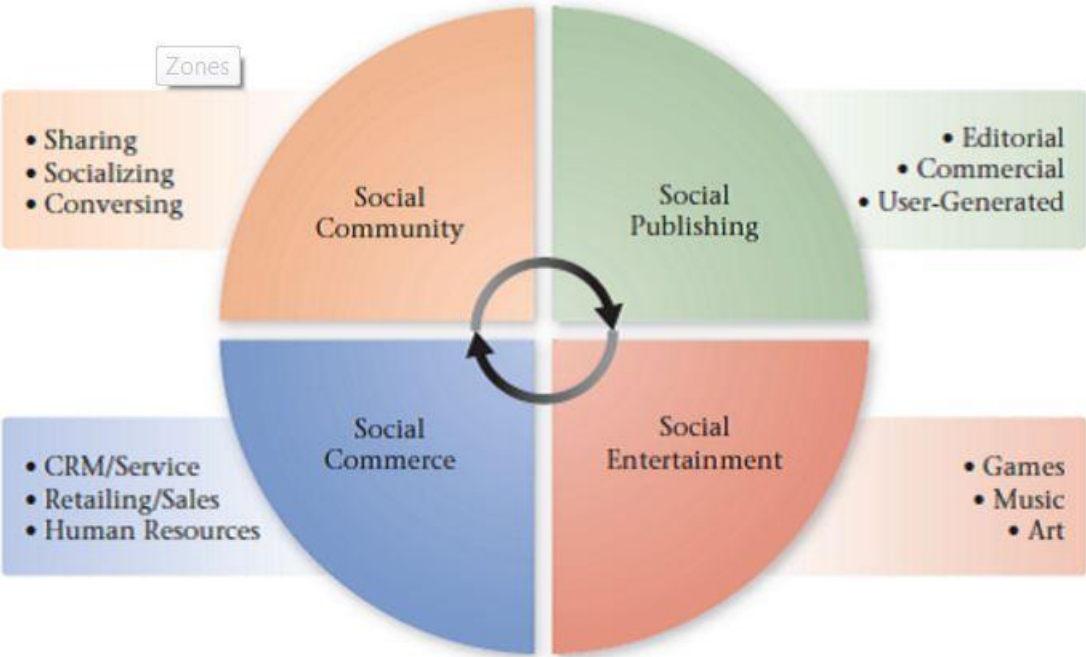 Zones
• Sharing
• Socializing
• Conversing
Social
Community
Social
Publishing
• Editorial
• Commercial
• User-Generated
• CRM/Service
• Retailing/Sales
• Human Resources
Social
Commerce
Social
Entertainment
• Games
• Music
• Art